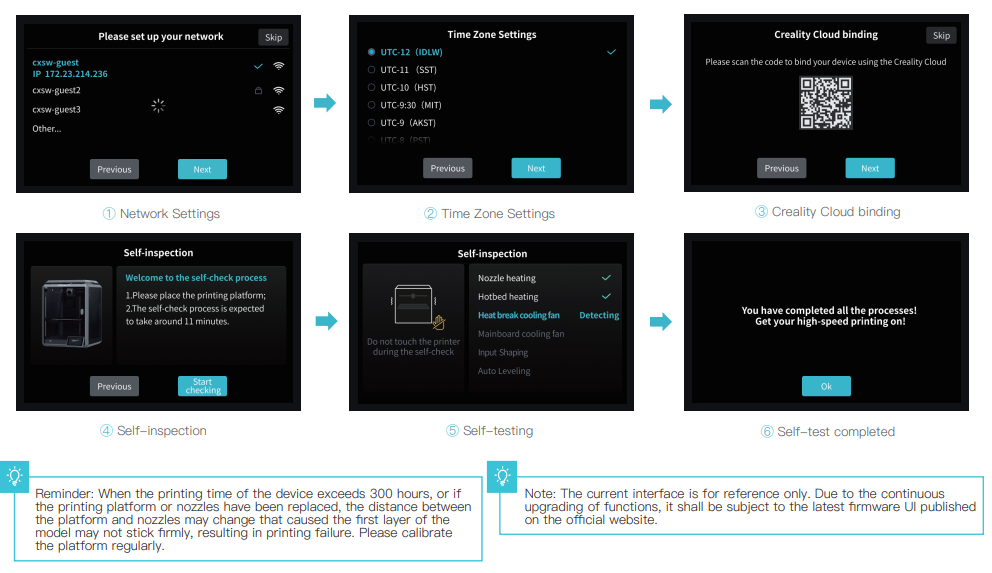 Please set up your network
Skip
cxsw-guest
IP 172.23.214.236
cxsw-guest2
cxsw-guest3
Other...
Previous
Next
① Network Settings
Time Zone Settings
UTC-12 (IDLW)
UTC-11 (SST)
UTC-10 (HST)
UTC-9:30 (MIT)
UTC-9 (AKST)
UTC-8 (PST)
Previous
Next
② Time Zone Settings
Creality Cloud binding
Skip
Please scan the code to bind your device using the Creality Cloud
Previous
Next
③ Creality Cloud binding
Self-inspection
Welcome to the self-check process
1.Please place the printing platform;
2.The self-check process is expected
to take around 11 minutes.
Previous
Start
checking
④ Self-inspection
Self-inspection
Do not touch the printer
during the self-check
Nozzle heating
Hotbed heating
Heat break cooling fan Detecting
Mainboard cooling fan
Input Shaping
Auto Leveling
⑤ Self-testing
You have completed all the processes!
Get your high-speed printing on!
Ok
⑥ Self-test completed
Reminder: When the printing time of the device exceeds 300 hours, or if
the printing platform or nozzles have been replaced, the distance between
the platform and nozzles may change that caused the first layer of the
model may not stick firmly, resulting in printing failure. Please calibrate
the platform regularly.
Note: The current interface is for reference only. Due to the continuous
upgrading of functions, it shall be subject to the latest firmware UI published
on the official website.